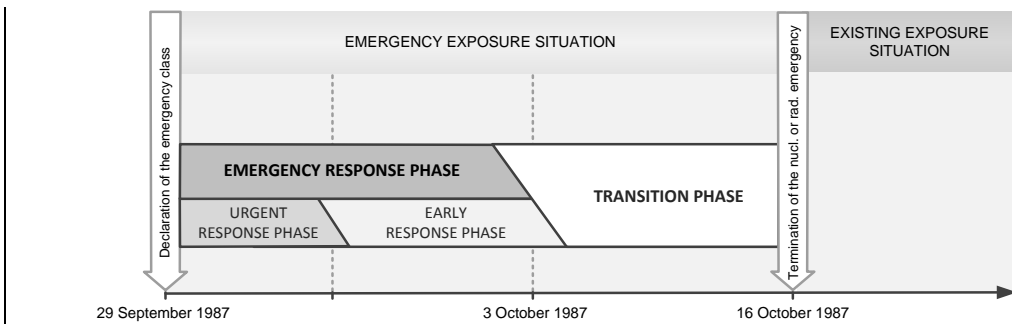 EMERGENCY EXPOSURE SITUATION
EXISTING EXPOSURE
SITUATION
Declaration of the emergency class
Termination of the nucl. or rad. emergency
EMERGENCY RESPONSE PHASE
TRANSITION PHASE
URGENT
RESPONSE PHASE
EARLY
RESPONSE PHASE
29 September 1987
3 October 1987
16 October 1987